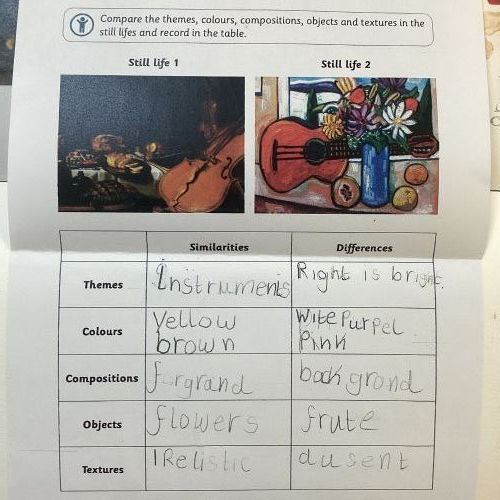 Compare the themes, colours, compositions, objects and textures in the
still lifes and record in the table.
Still life 1
Still life 2
Similarities
Differences
Themes
Instruments
Right is bright.
Colours
Yellow
brown
Wite Purpel
Pink
Compositions
forgrand
back grond
Objects
flowers
frute
Textures
1Relistic
dusent